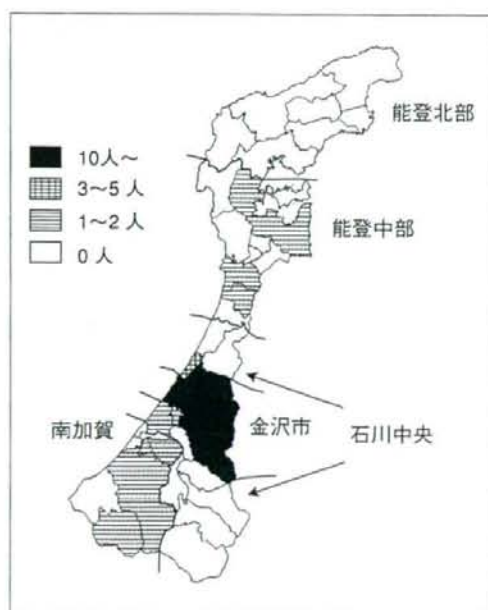 能登北部
10人〜
3〜5人
1〜2人
0人
能登中部
南加賀
金沢市
石川中央